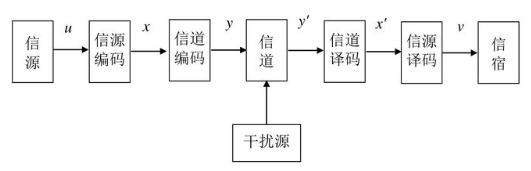 u x y y′ x′ v
信源 信源编码 信道编码 信道 信道译码 信源译码 信宿
干扰源